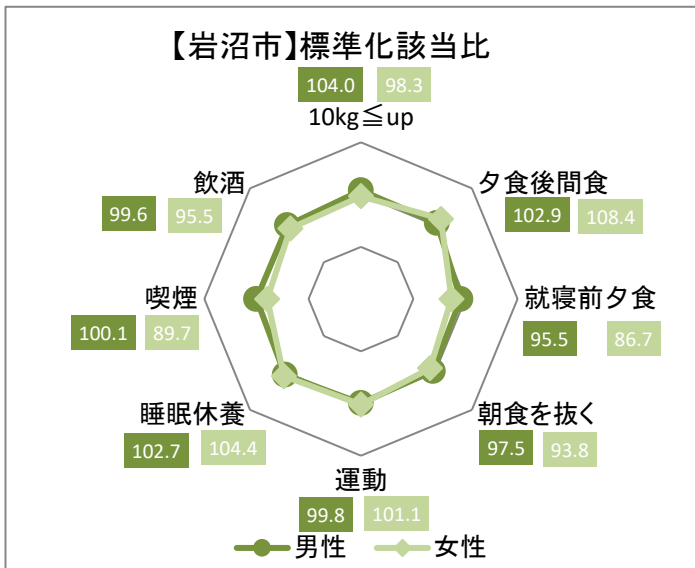 【岩沼市】標準化該当比
104.0 98.3
10kg≦up
飲酒
99.6 95.5
夕食後間食
102.9 108.4
喫煙
100.1 89.7
就寝前夕食
95.5 86.7
睡眠休養
102.7 104.4
朝食を抜く
97.5 93.8
運動
99.8 101.1
男性 女性